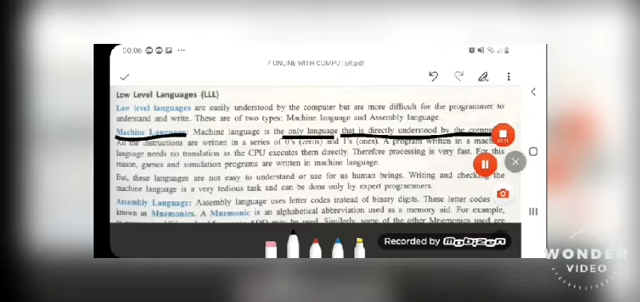 00:06
7 ONLINE WITH COMPUTER.pdf
Low Level Languages (LLL)
Low level languages are easily understood by the computer but are more difficult for the programmer to
understand and write. These are of two types: Machine language and Assembly language.
Machine Language: Machine language is the only language that is directly understood by the
All the instructions are written in a series of 0's (zeros) and 1's (ones). A program written in a
language needs no translation as the CPU executes them directly. Therefore processing is very fast. For this
reason, games and simulation programs are written in machine language.
But, these languages are not easy to understand or use for us human beings. Writing and checking the
machine language is a very tedious task and can be done only by expert programmers.
Assembly Language: Assembly language uses letter codes instead of binary digits. These letter codes
known as Mnemonics. A Mnemonic is an alphabetical abbreviation used as a memory aid. For example,
Recorded by mobizen
WONDER
VIDEO